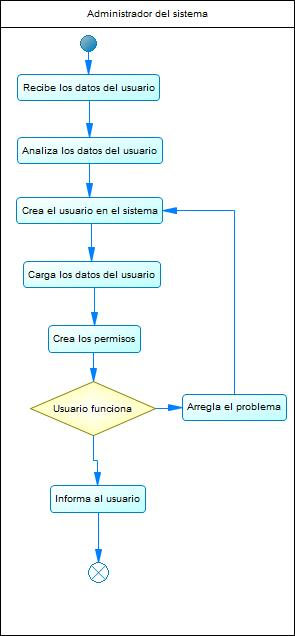 Administrador del sistema
Recibe los datos del usuario
Analiza los datos del usuario
Crea el usuario en el sistema
Carga los datos del usuario
Crea los permisos
Usuario funciona
Arregla el problema
Informa al usuario